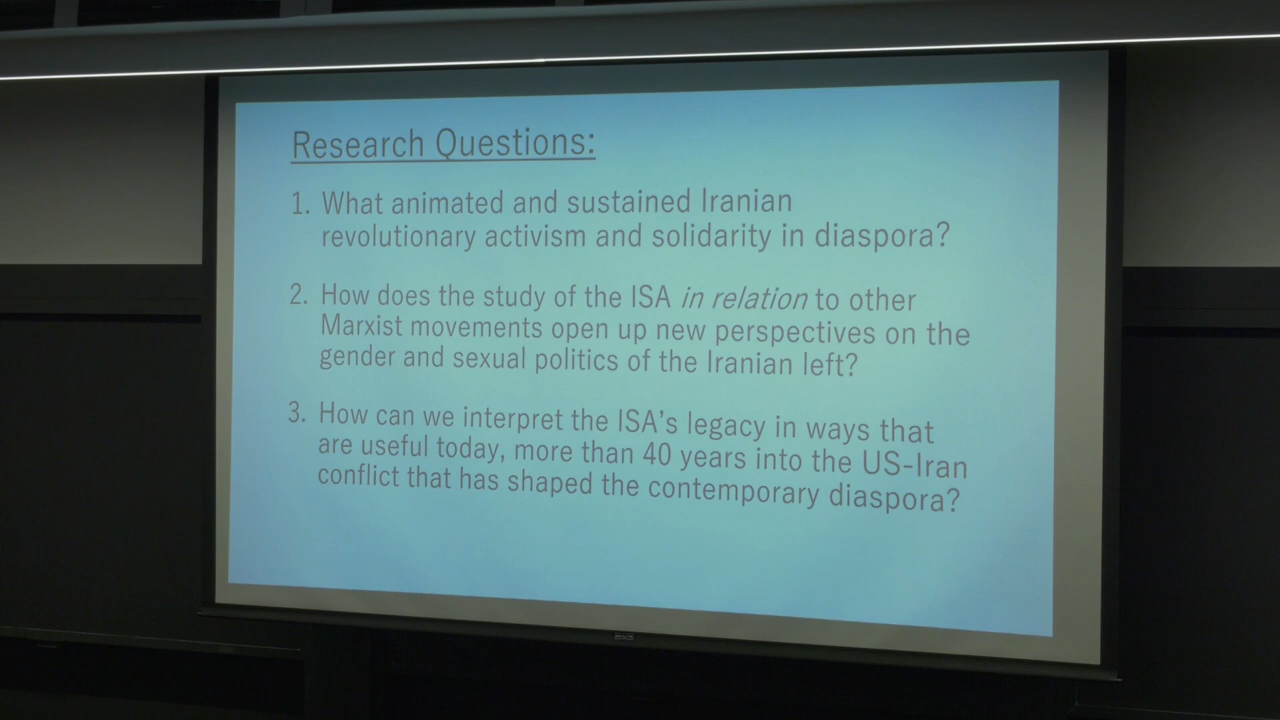 Research Questions:
1. What animated and sustained Iranian
revolutionary activism and solidarity in diaspora?
2. How does the study of the ISA in relation to other
Marxist movements open up new perspectives on the
gender and sexual politics of the Iranian left?
3. How can we interpret the ISA's legacy in ways that
are useful today, more than 40 years into the US-Iran
conflict that has shaped the contemporary diaspora?